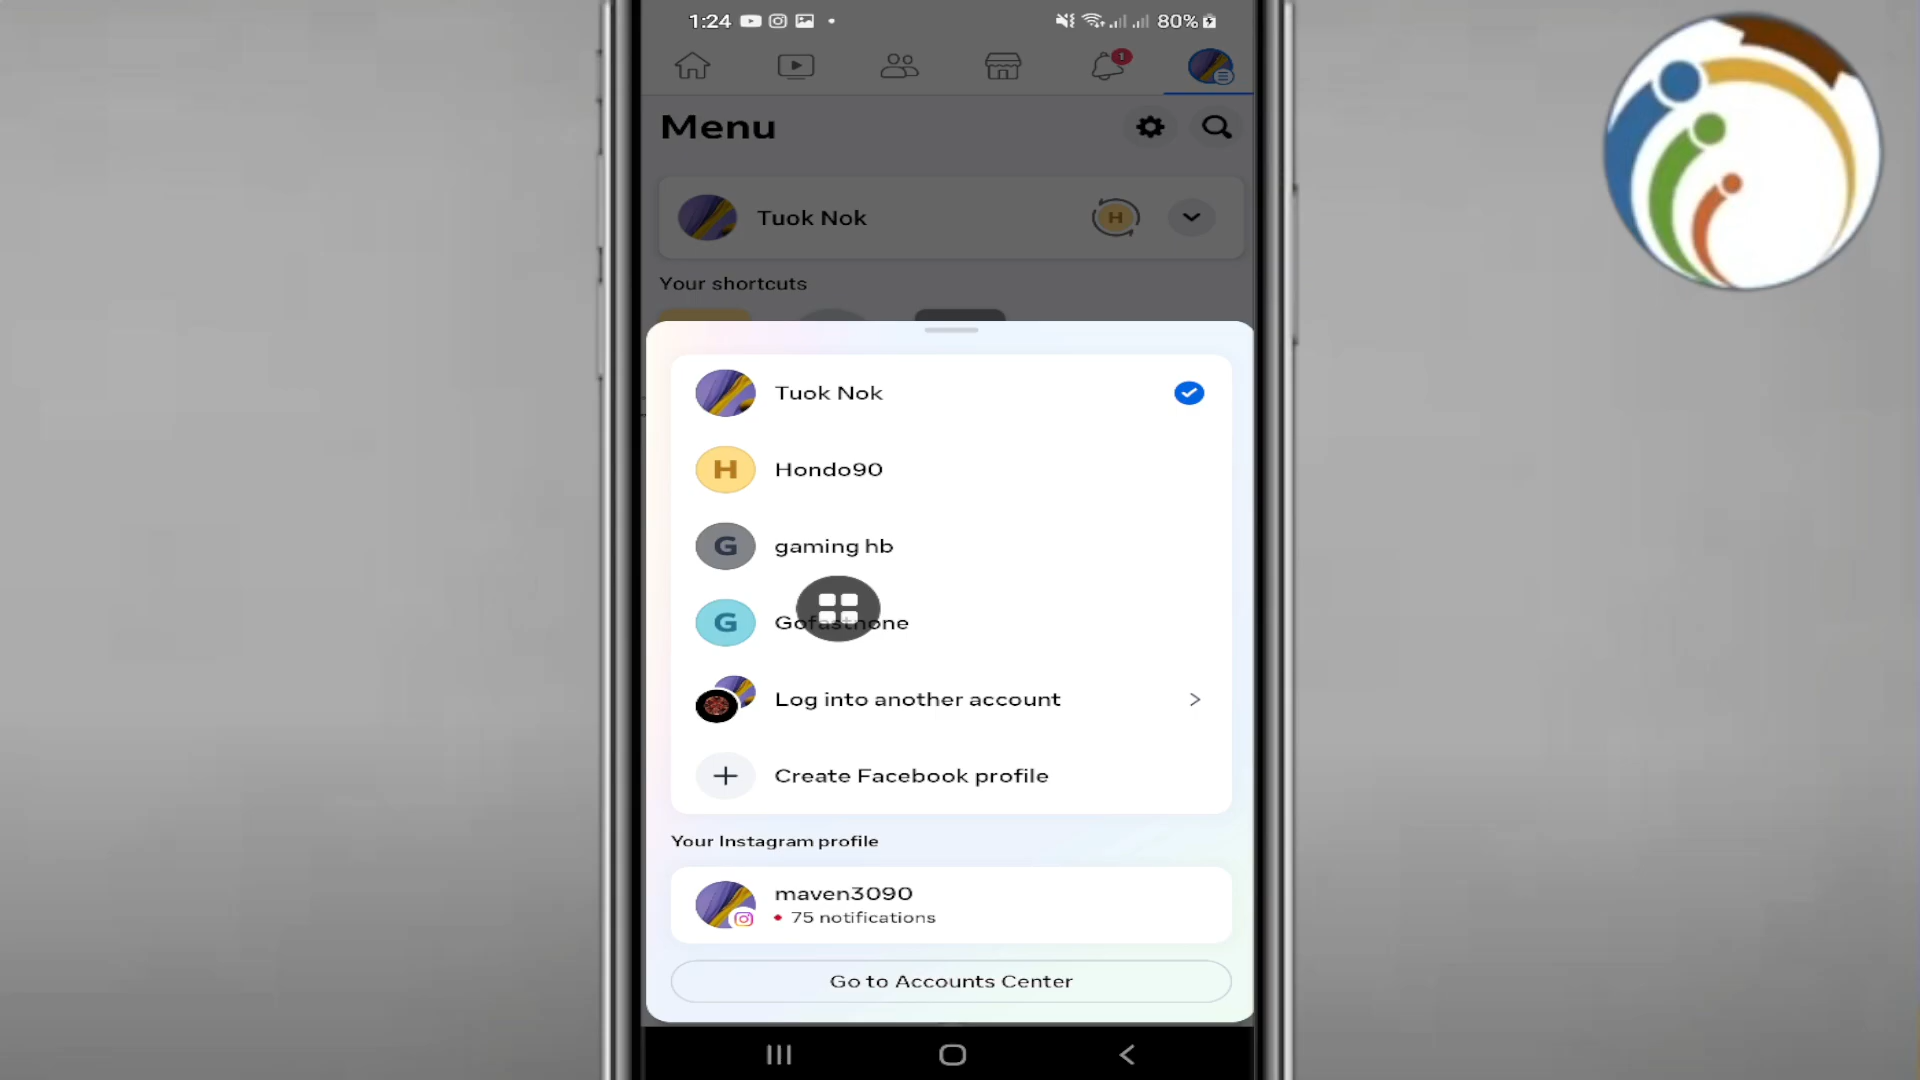 1:24
80%
1
Menu
Tuok Nok
H
Your shortcuts
Tuok Nok
H
Hondo90
G
gaming hb
G
Log into another account
Create Facebook profile
Your Instagram profile
maven3090
75 notifications
Go to Accounts Center